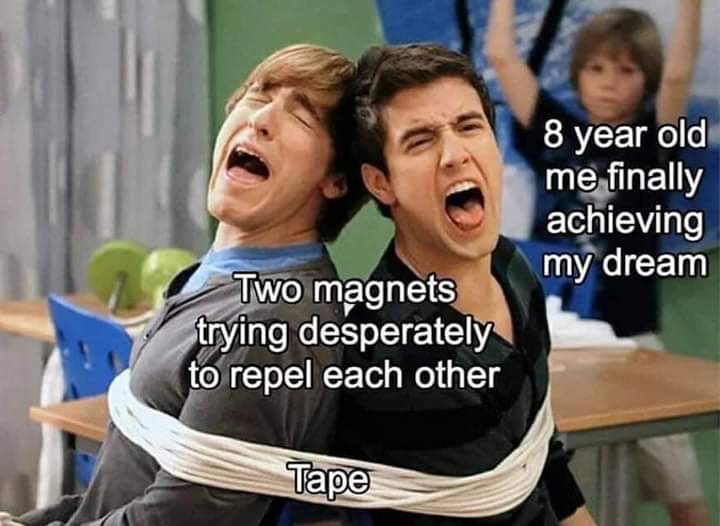 8 year old
me finally
achieving
my dream
Two magnets
trying desperately
to repel each other
Tape